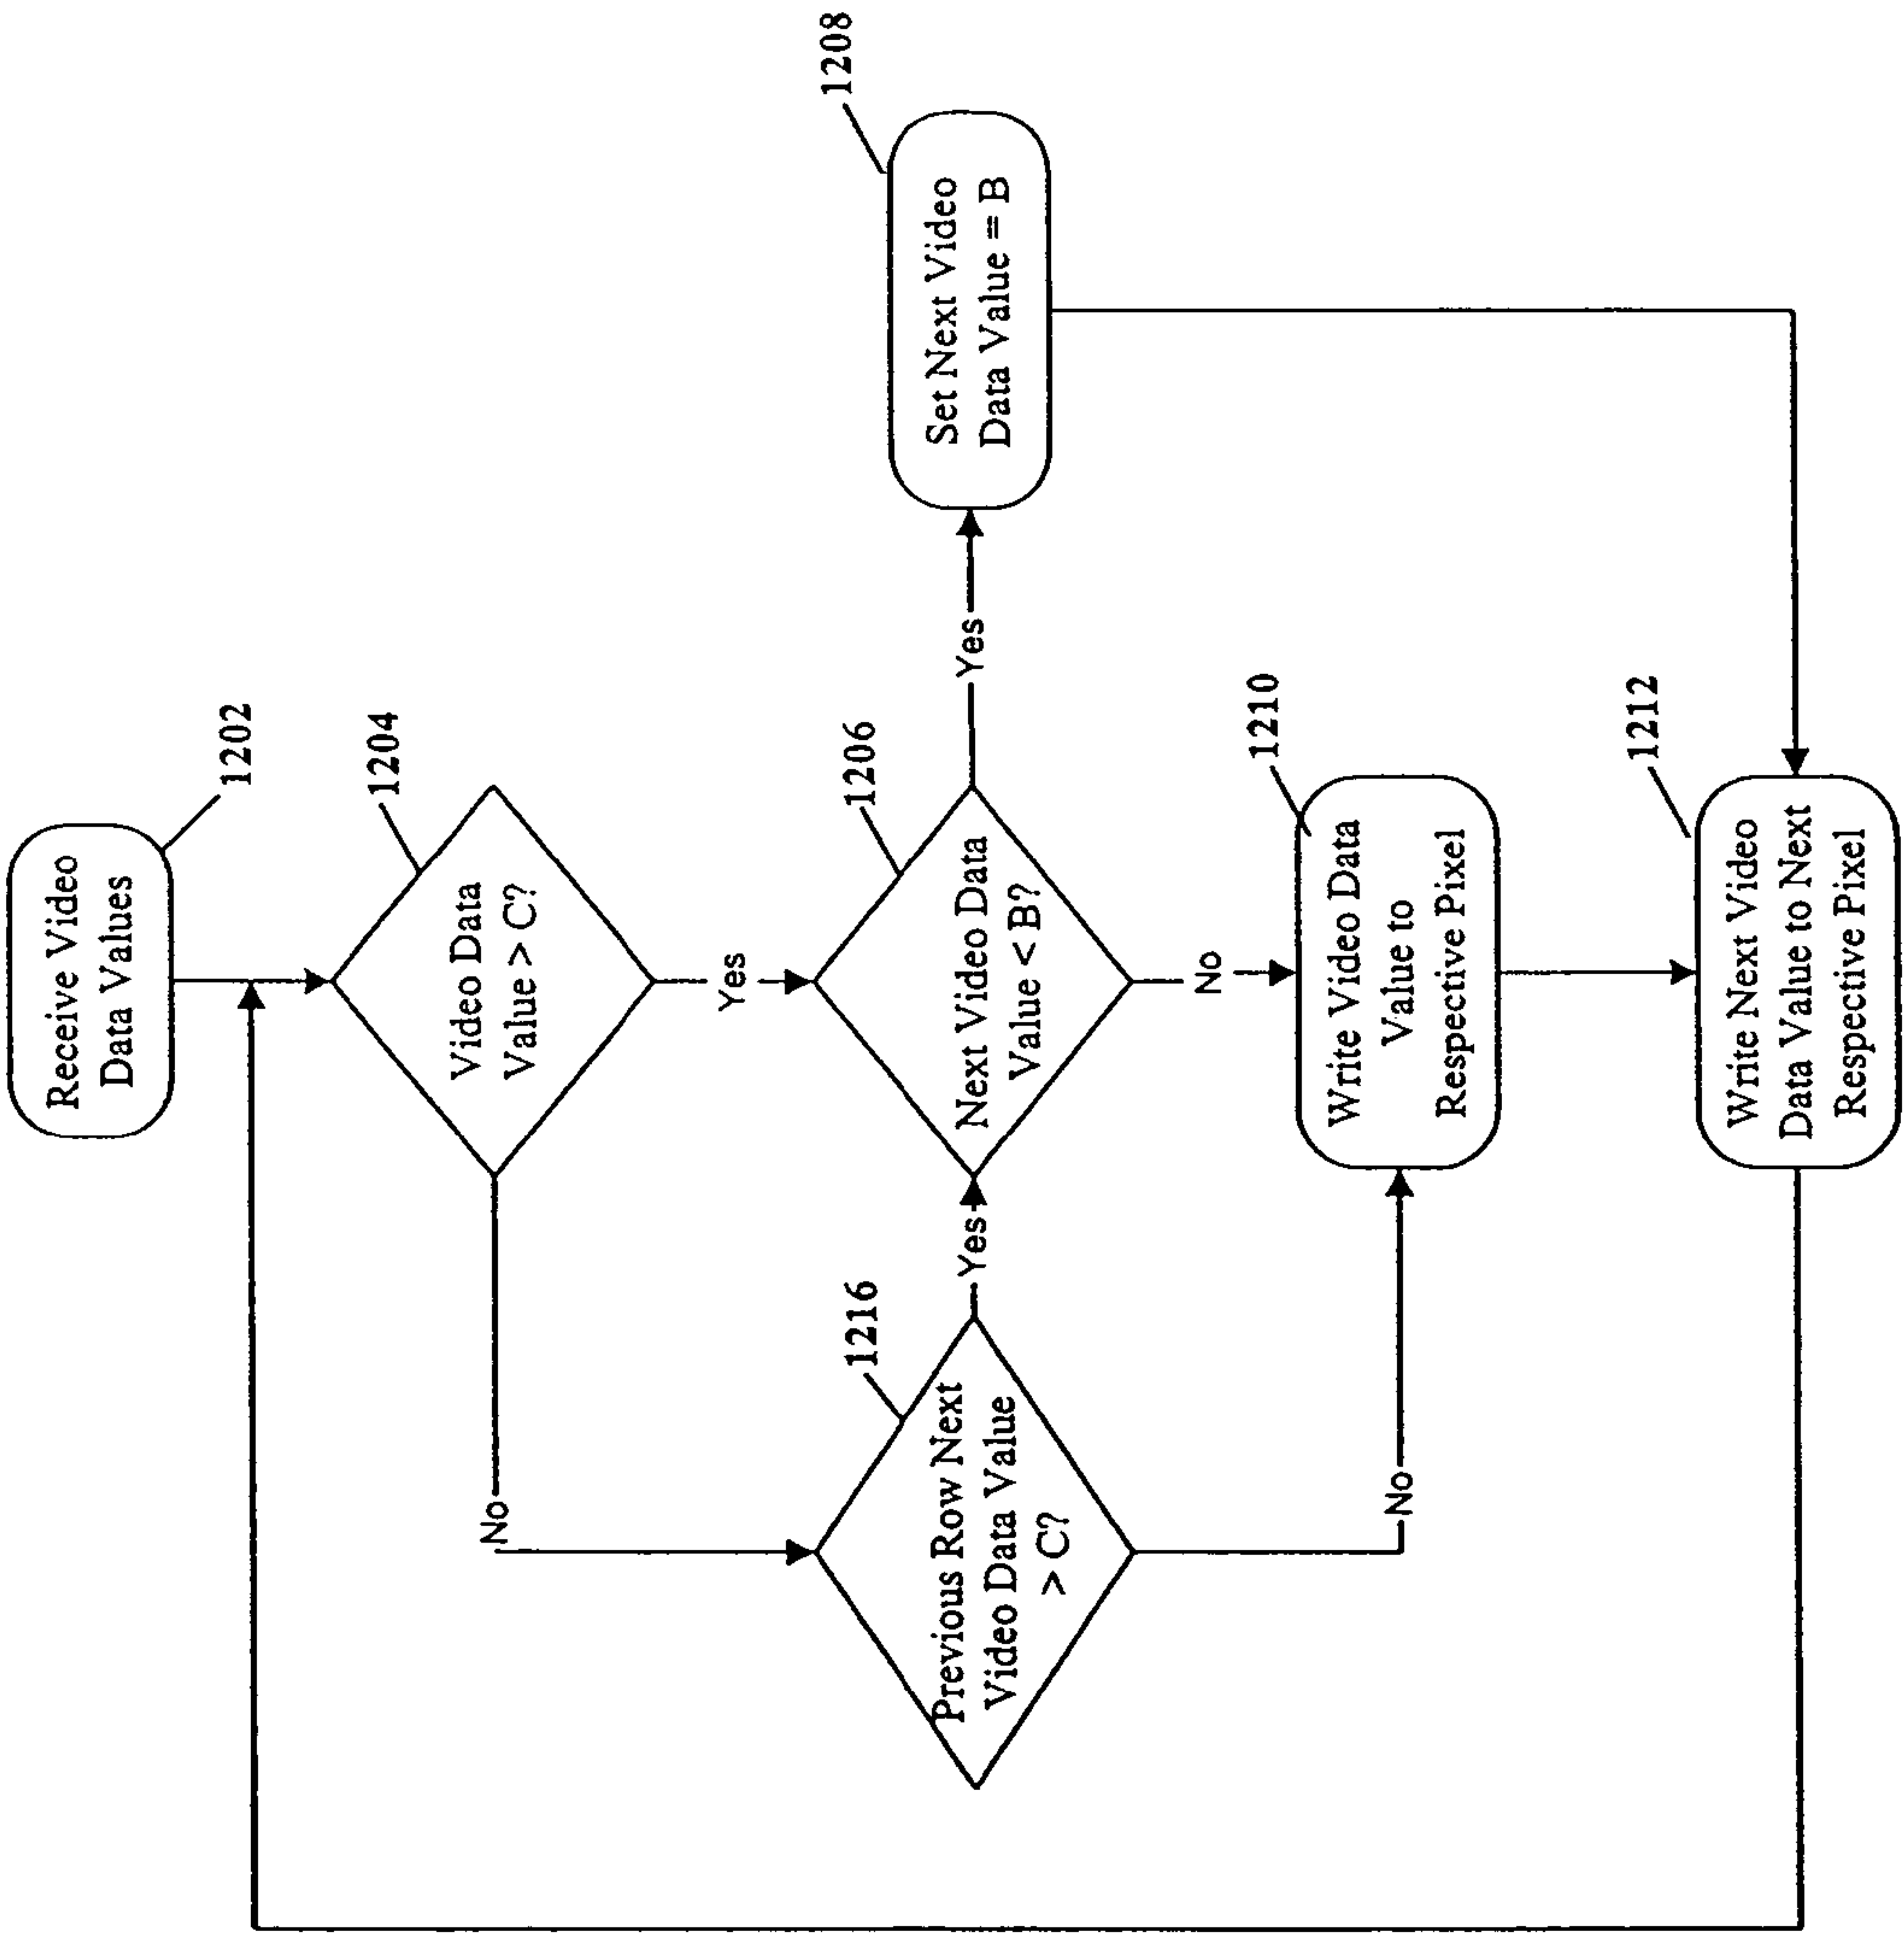 Receive Video
Data Values
1202
Video Data
Value > C?
1204
No
Yes
Previous Row Next
Video Data Value
> C?
1216
Yes
Next Video Data
Value < B?
1206
Yes
Set Next Video
Data Value = B
1208
No
No
Write Video Data
Value to
Respective Pixel
1210
Write Next Video
Data Value to Next
Respective Pixel
1212